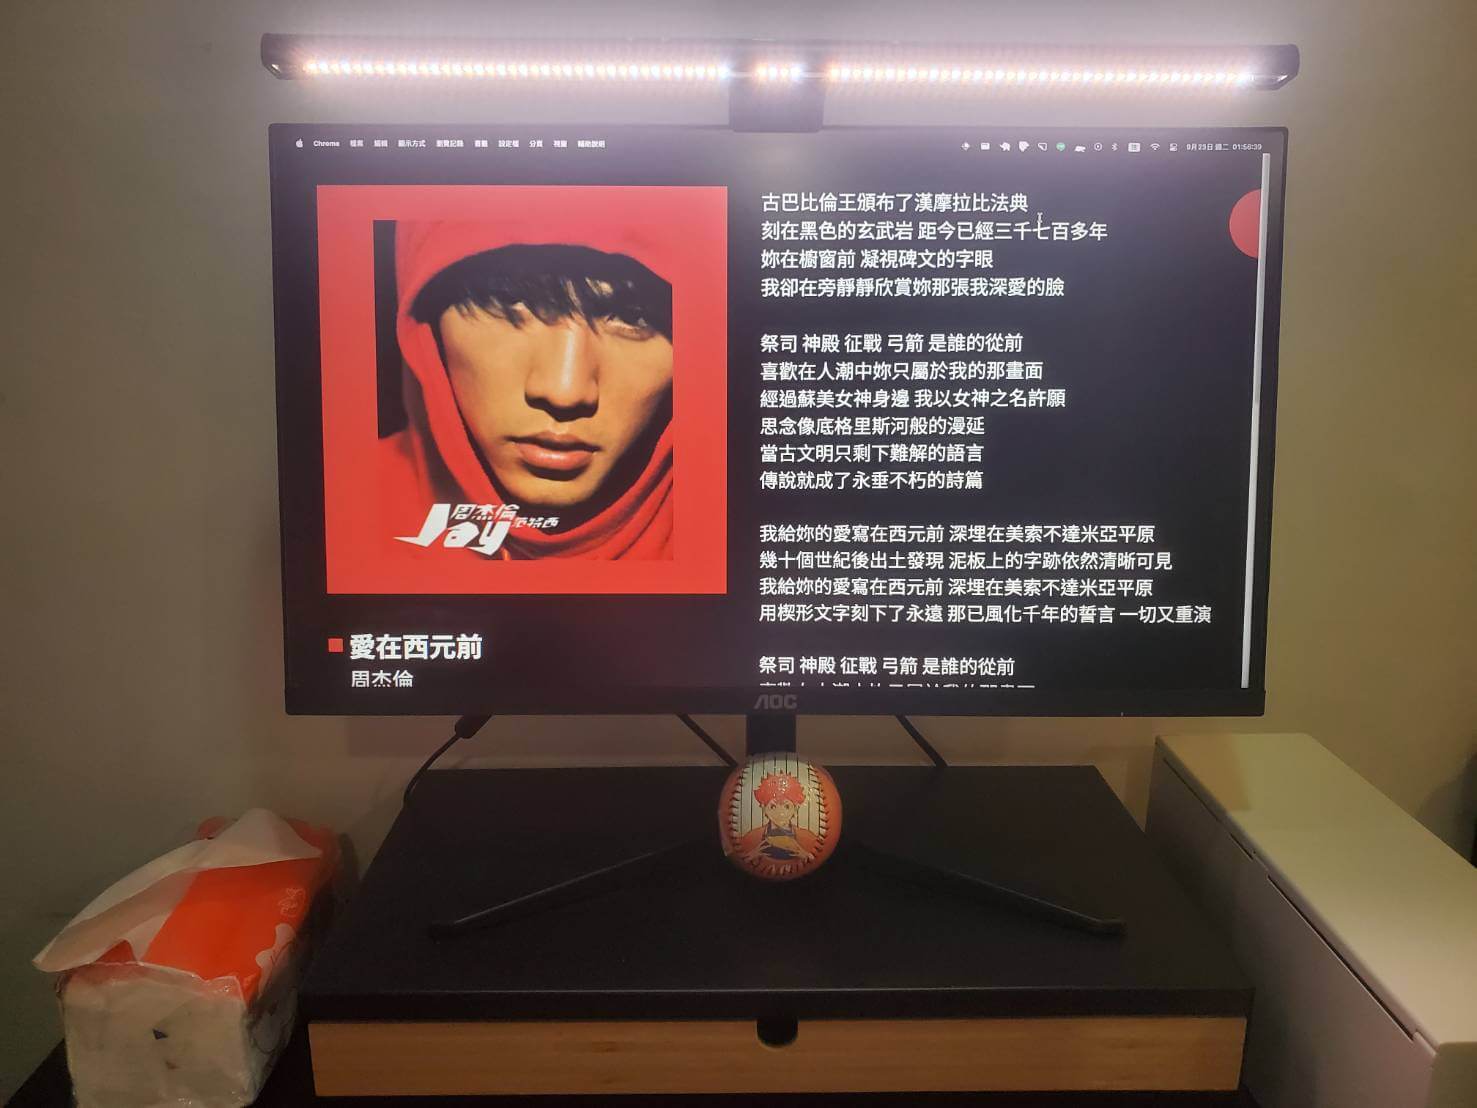 Chrome 檔案 編輯 顯示方式 瀏覽記錄 書籤 設定檔 分頁 視窗 輔助說明
9月23日 週二 01:56:39
周杰倫
Jay 范特西
愛在西元前
周杰倫
古巴比倫王頒布了漢摩拉比法典
刻在黑色的玄武岩 距今已經三千七百多年
妳在櫥窗前 凝視碑文的字眼
我卻在旁靜靜欣賞妳那張我深愛的臉
祭司 神殿 征戰 弓箭 是誰的從前
喜歡在人潮中妳只屬於我的那畫面
經過蘇美女神身邊 我以女神之名許願
思念像底格里斯河般的漫延
當古文明只剩下難解的語言
傳說就成了永垂不朽的詩篇
我給妳的愛寫在西元前 深埋在美索不達米亞平原
幾十個世紀後出土發現 泥板上的字跡依然清晰可見
我給妳的愛寫在西元前 深埋在美索不達米亞平原
用楔形文字刻下了永遠 那已風化千年的誓言 一切又重演
祭司 神殿 征戰 弓箭 是誰的從前
AOC